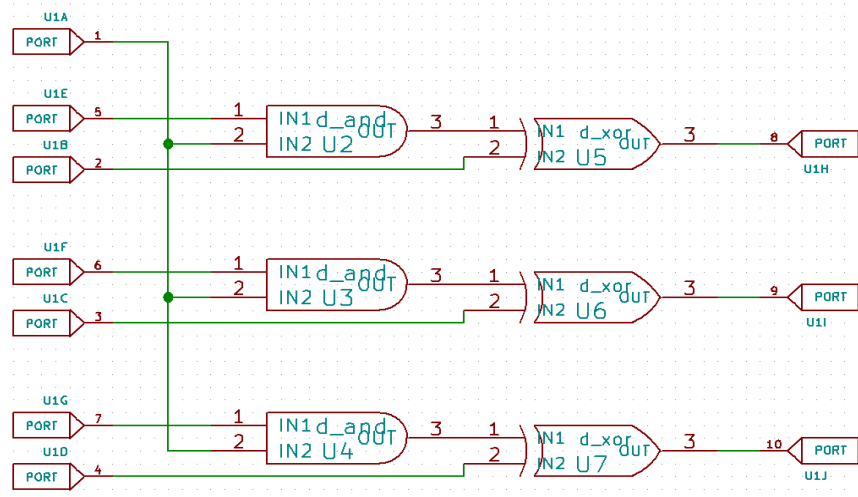 U1A
PORT 1
U1E
PORT 5 1 IN1 d_and OUT 3 1 IN1 d_xor OUT 3 8 PORT
U1B 2 IN2 U2 2 IN2 U5 U1H
PORT 2
U1F
PORT 6 1 IN1 d_and OUT 3 1 IN1 d_xor OUT 3 9 PORT
U1C 2 IN2 U3 2 IN2 U6 U1I
PORT 3
U1G
PORT 7 1 IN1 d_and OUT 3 1 IN1 d_xor OUT 3 10 PORT
U1D 2 IN2 U4 2 IN2 U7 U1J
PORT 4